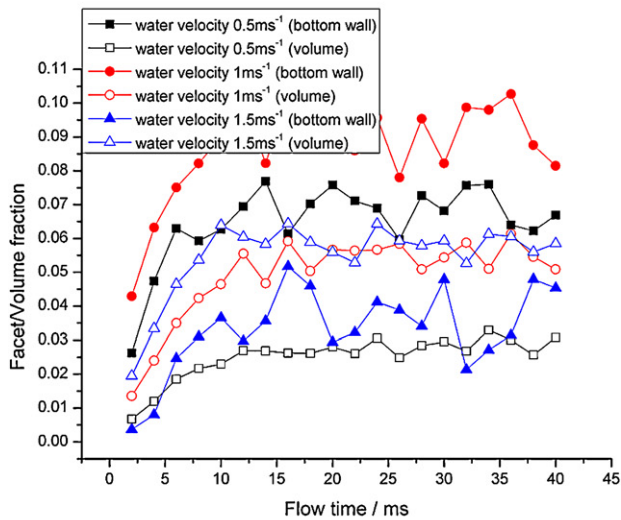 water velocity 0.5ms⁻¹ (bottom wall)
water velocity 0.5ms⁻¹ (volume)
water velocity 1ms⁻¹ (bottom wall)
water velocity 1ms⁻¹ (volume)
water velocity 1.5ms⁻¹ (bottom wall)
water velocity 1.5ms⁻¹ (volume)
0.11
0.10
0.09
0.08
0.07
0.06
0.05
0.04
0.03
0.02
0.01
0.00
Facet/Volume fraction
0 5 10 15 20 25 30 35 40 45
Flow time / ms